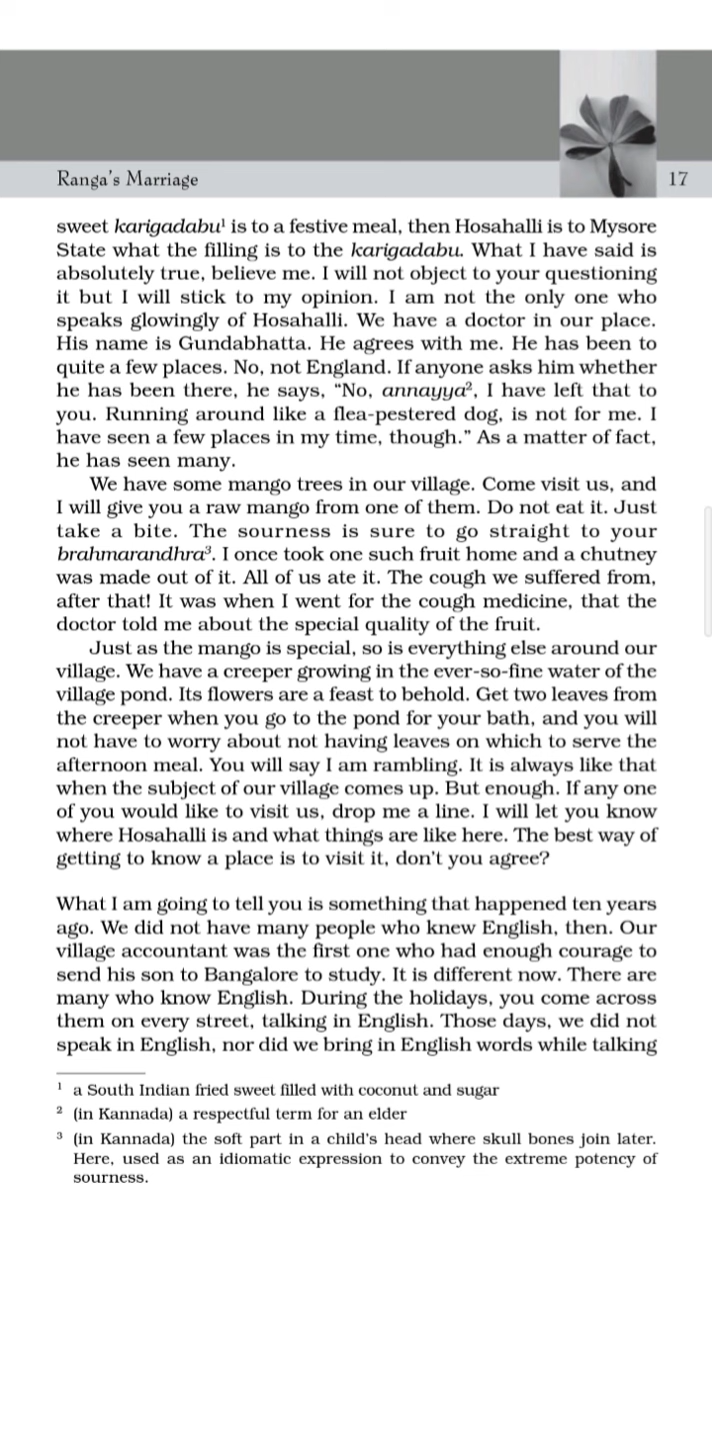 Ranga's Marriage
17
sweet karigadabu¹ is to a festive meal, then Hosahalli is to Mysore
State what the filling is to the karigadabu. What I have said is
absolutely true, believe me. I will not object to your questioning
it but I will stick to my opinion. I am not the only one who
speaks glowingly of Hosahalli. We have a doctor in our place.
His name is Gundabhatta. He agrees with me. He has been to
quite a few places. No, not England. If anyone asks him whether
he has been there, he says, “No, annayya², I have left that to
you. Running around like a flea-pestered dog, is not for me. I
have seen a few places in my time, though.” As a matter of fact,
he has seen many.
We have some mango trees in our village. Come visit us, and
I will give you a raw mango from one of them. Do not eat it. Just
take a bite. The sourness is sure to go straight to your
brahmarandhra³. I once took one such fruit home and a chutney
was made out of it. All of us ate it. The cough we suffered from,
after that! It was when I went for the cough medicine, that the
doctor told me about the special quality of the fruit.
Just as the mango is special, so is everything else around our
village. We have a creeper growing in the ever-so-fine water of the
village pond. Its flowers are a feast to behold. Get two leaves from
the creeper when you go to the pond for your bath, and you will
not have to worry about not having leaves on which to serve the
afternoon meal. You will say I am rambling. It is always like that
when the subject of our village comes up. But enough. If any one
of you would like to visit us, drop me a line. I will let you know
where Hosahalli is and what things are like here. The best way of
getting to know a place is to visit it, don't you agree?
What I am going to tell you is something that happened ten years
ago. We did not have many people who knew English, then. Our
village accountant was the first one who had enough courage to
send his son to Bangalore to study. It is different now. There are
many who know English. During the holidays, you come across
them on every street, talking in English. Those days, we did not
speak in English, nor did we bring in English words while talking
¹ a South Indian fried sweet filled with coconut and sugar
² (in Kannada) a respectful term for an elder
³ (in Kannada) the soft part in a child's head where skull bones join later.
Here, used as an idiomatic expression to convey the extreme potency of
sourness.